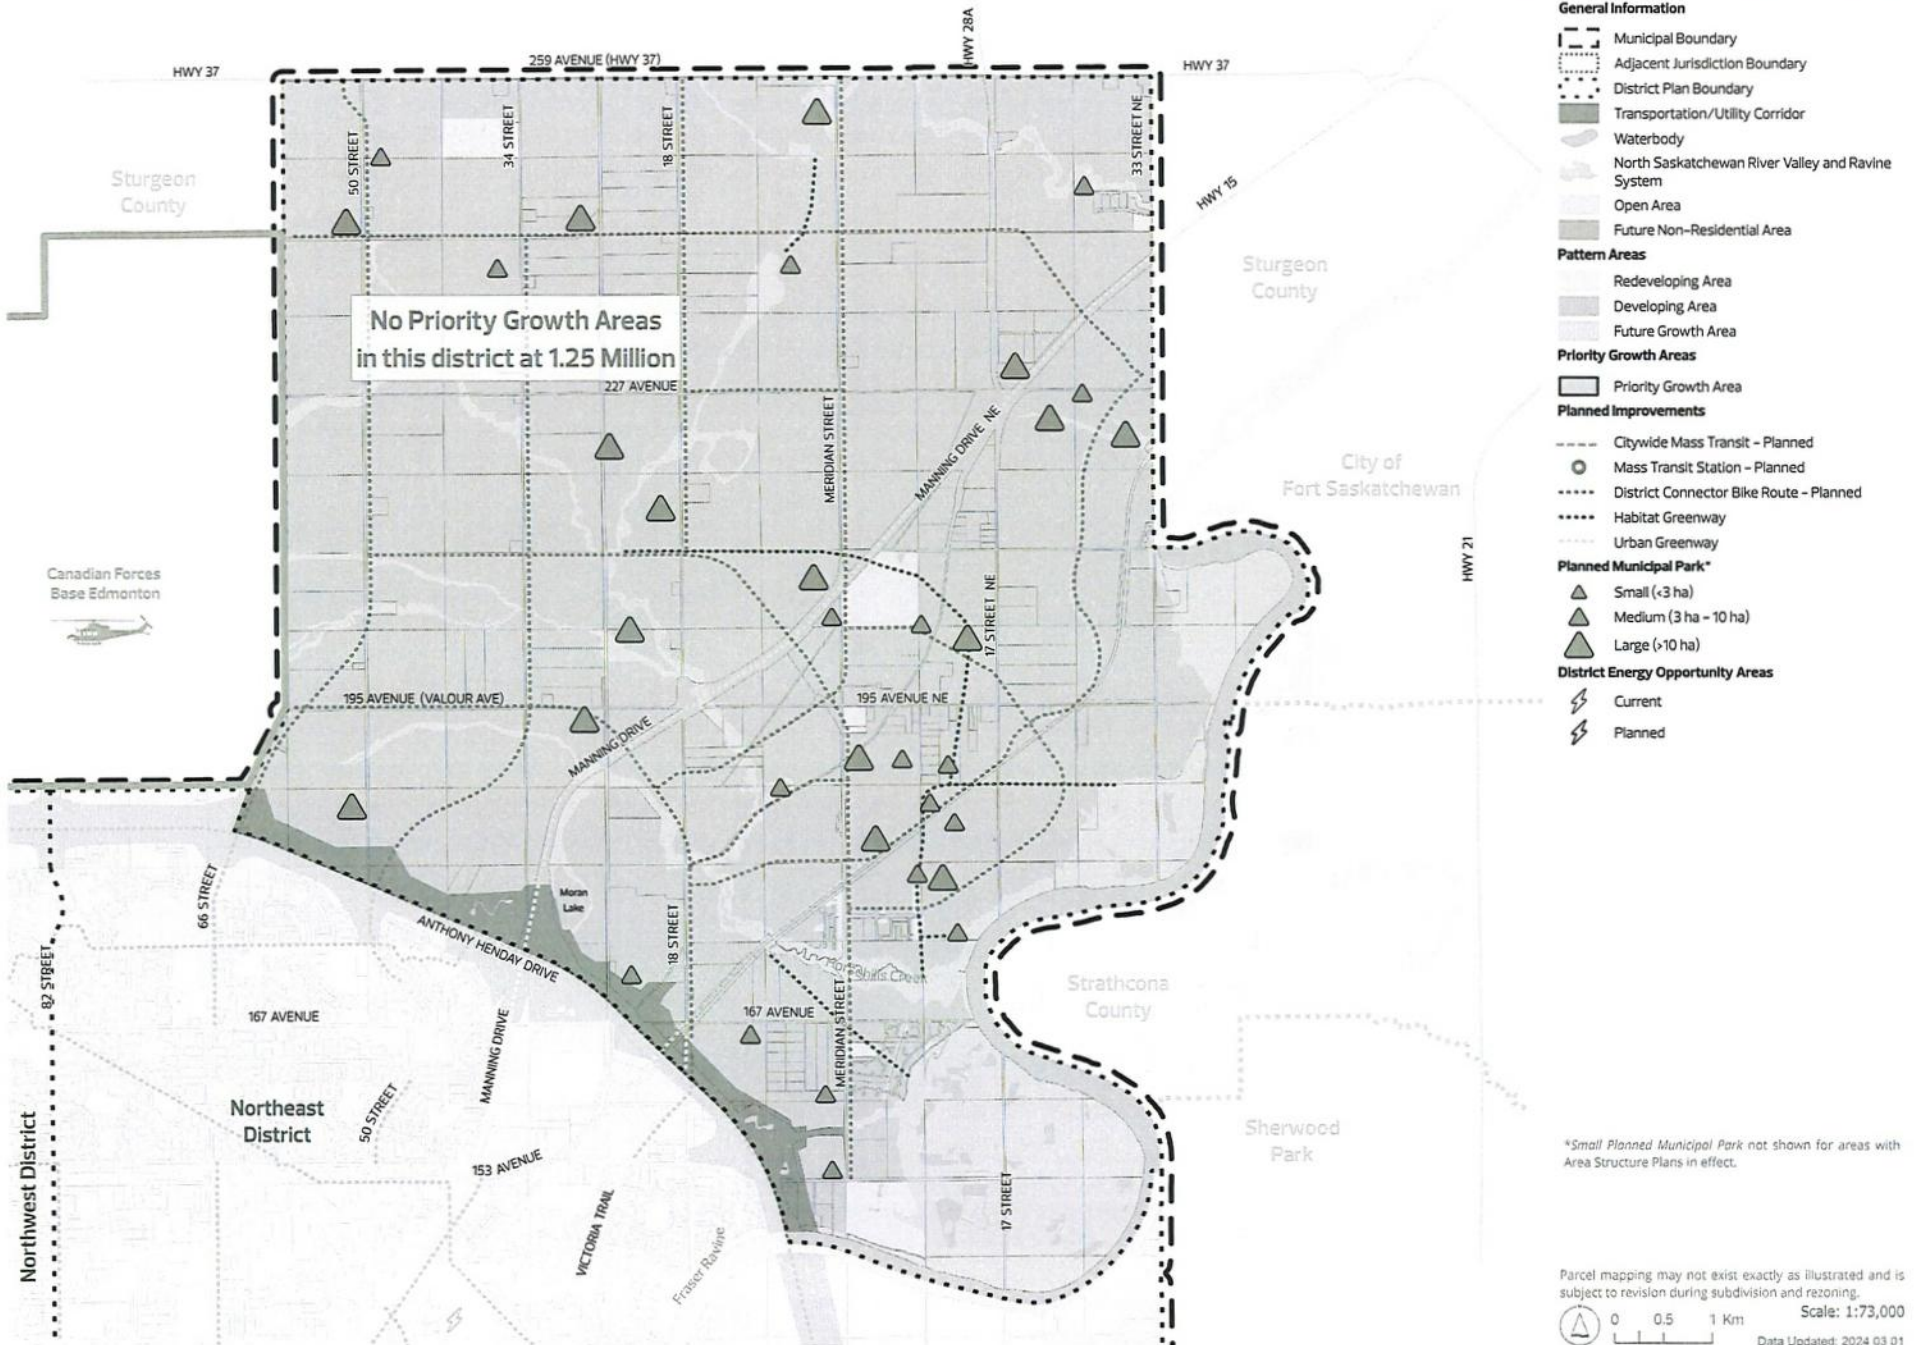 HWY 37
259 AVENUE (HWY 37)
HWY 28A
HWY 37
50 STREET
34 STREET
18 STREET
33 STREET NE
HWY 15
Sturgeon
County
Sturgeon
County
No Priority Growth Areas
in this district at 1.25 Million
227 AVENUE
MERIDIAN STREET
MANNING DRIVE NE
City of
Fort Saskatchewan
HWY 21
Canadian Forces
Base Edmonton
17 STREET NE
195 AVENUE (VALOUR AVE)
195 AVENUE NE
MANNING DRIVE
66 STREET
Moran
Lake
ANTHONY HENDAY DRIVE
18 STREET
82 STREET
Horsehills Creek
Strathcona
County
167 AVENUE
167 AVENUE
MERIDIAN STREET
MANNING DRIVE
50 STREET
Northeast
District
Northwest District
153 AVENUE
VICTORIA TRAIL
Fraser Ravine
17 STREET
Sherwood
Park
General Information
Municipal Boundary
Adjacent Jurisdiction Boundary
District Plan Boundary
Transportation/Utility Corridor
Waterbody
North Saskatchewan River Valley and Ravine
System
Open Area
Future Non-Residential Area
Pattern Areas
Redeveloping Area
Developing Area
Future Growth Area
Priority Growth Areas
Priority Growth Area
Planned Improvements
Citywide Mass Transit - Planned
Mass Transit Station - Planned
District Connector Bike Route - Planned
Habitat Greenway
Urban Greenway
Planned Municipal Park*
Small (<3 ha)
Medium (3 ha - 10 ha)
Large (>10 ha)
District Energy Opportunity Areas
Current
Planned
*Small Planned Municipal Park not shown for areas with
Area Structure Plans in effect.
Parcel mapping may not exist exactly as illustrated and is
subject to revision during subdivision and rezoning.
Scale: 1:73,000
0 0.5 1 Km
Data Updated: 2024 03 01